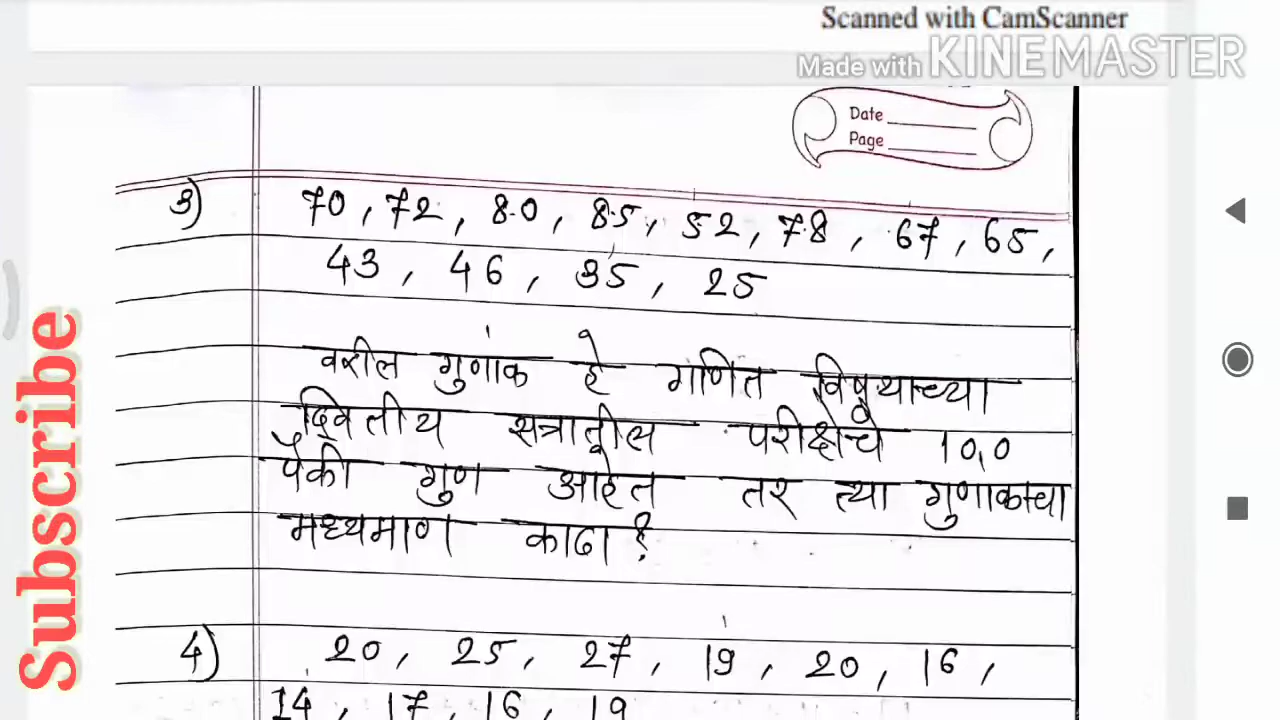 Scanned with CamScanner
Made with KINEMASTER
Date
Page
3) 70, 72, 80, 85, 52, 78, 67, 65,
43, 46, 35, 25
वरील गुणांक हे गणित विषयाच्या
द्वितीय सत्रातील परीक्षेचे 100
पैकी गुण आहेत तर त्या गुणाकाचा
मध्यमाण काढा?
4) 20, 25, 27, 19, 20, 16,
14, 17, 16, 19
Subscribe